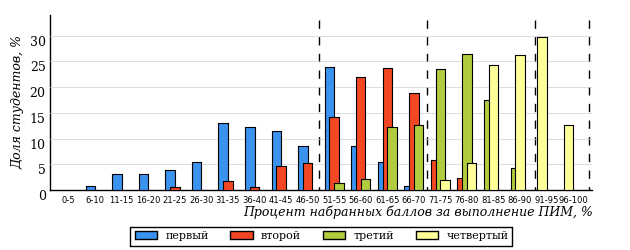 Доля студентов, %
30
25
20
15
10
5
0
0-5 6-10 11-15 16-20 21-25 26-30 31-35 36-40 41-45 46-50 51-55 56-60 61-65 66-70 71-75 76-80 81-85 86-90 91-95 96-100
Процент набранных баллов за выполнение ПИМ, %
первый второй третий четвертый